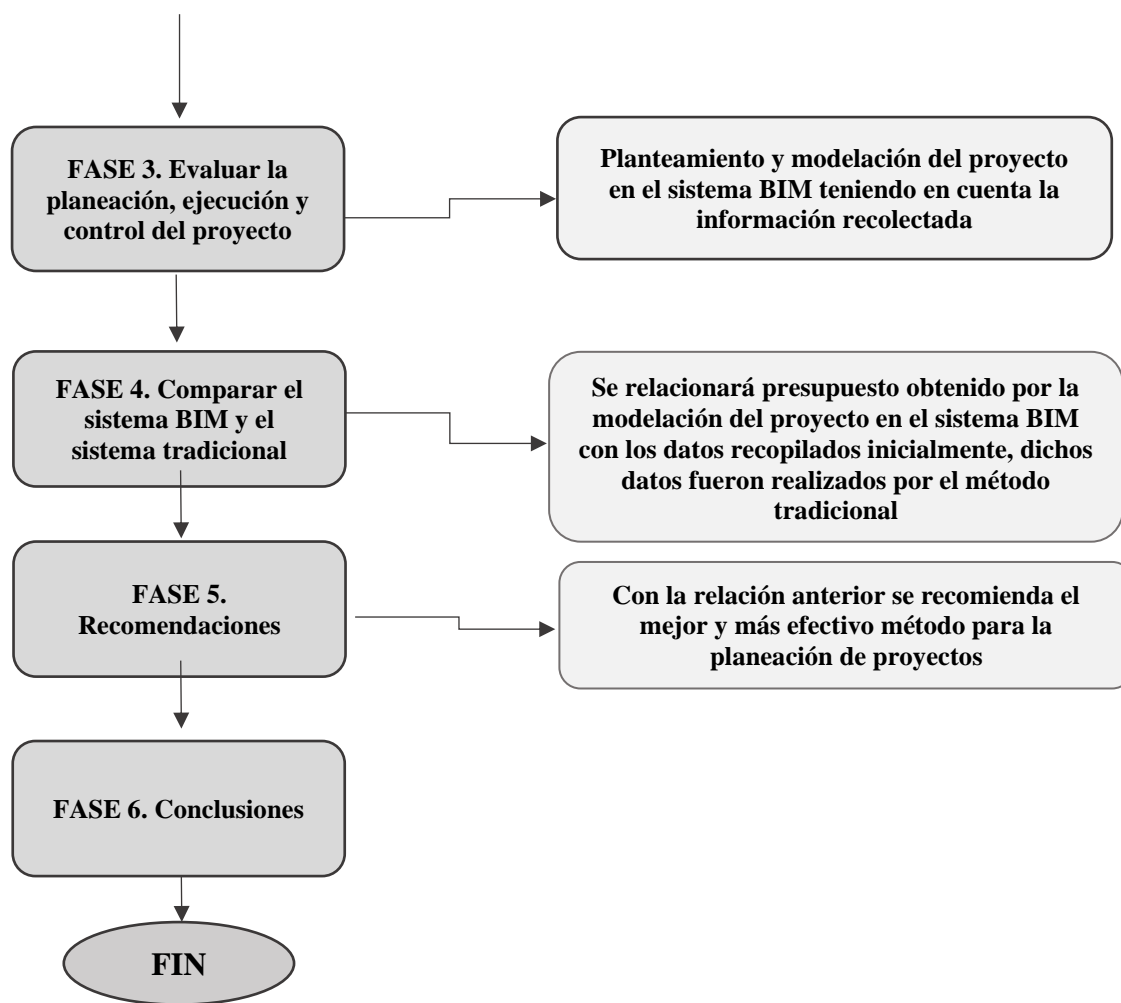 FASE 3. Evaluar la
planeación, ejecución y
control del proyecto
Planteamiento y modelación del proyecto
en el sistema BIM teniendo en cuenta la
información recolectada
FASE 4. Comparar el
sistema BIM y el
sistema tradicional
Se relacionará presupuesto obtenido por la
modelación del proyecto en el sistema BIM
con los datos recopilados inicialmente, dichos
datos fueron realizados por el método
tradicional
FASE 5.
Recomendaciones
Con la relación anterior se recomienda el
mejor y más efectivo método para la
planeación de proyectos
FASE 6. Conclusiones
FIN